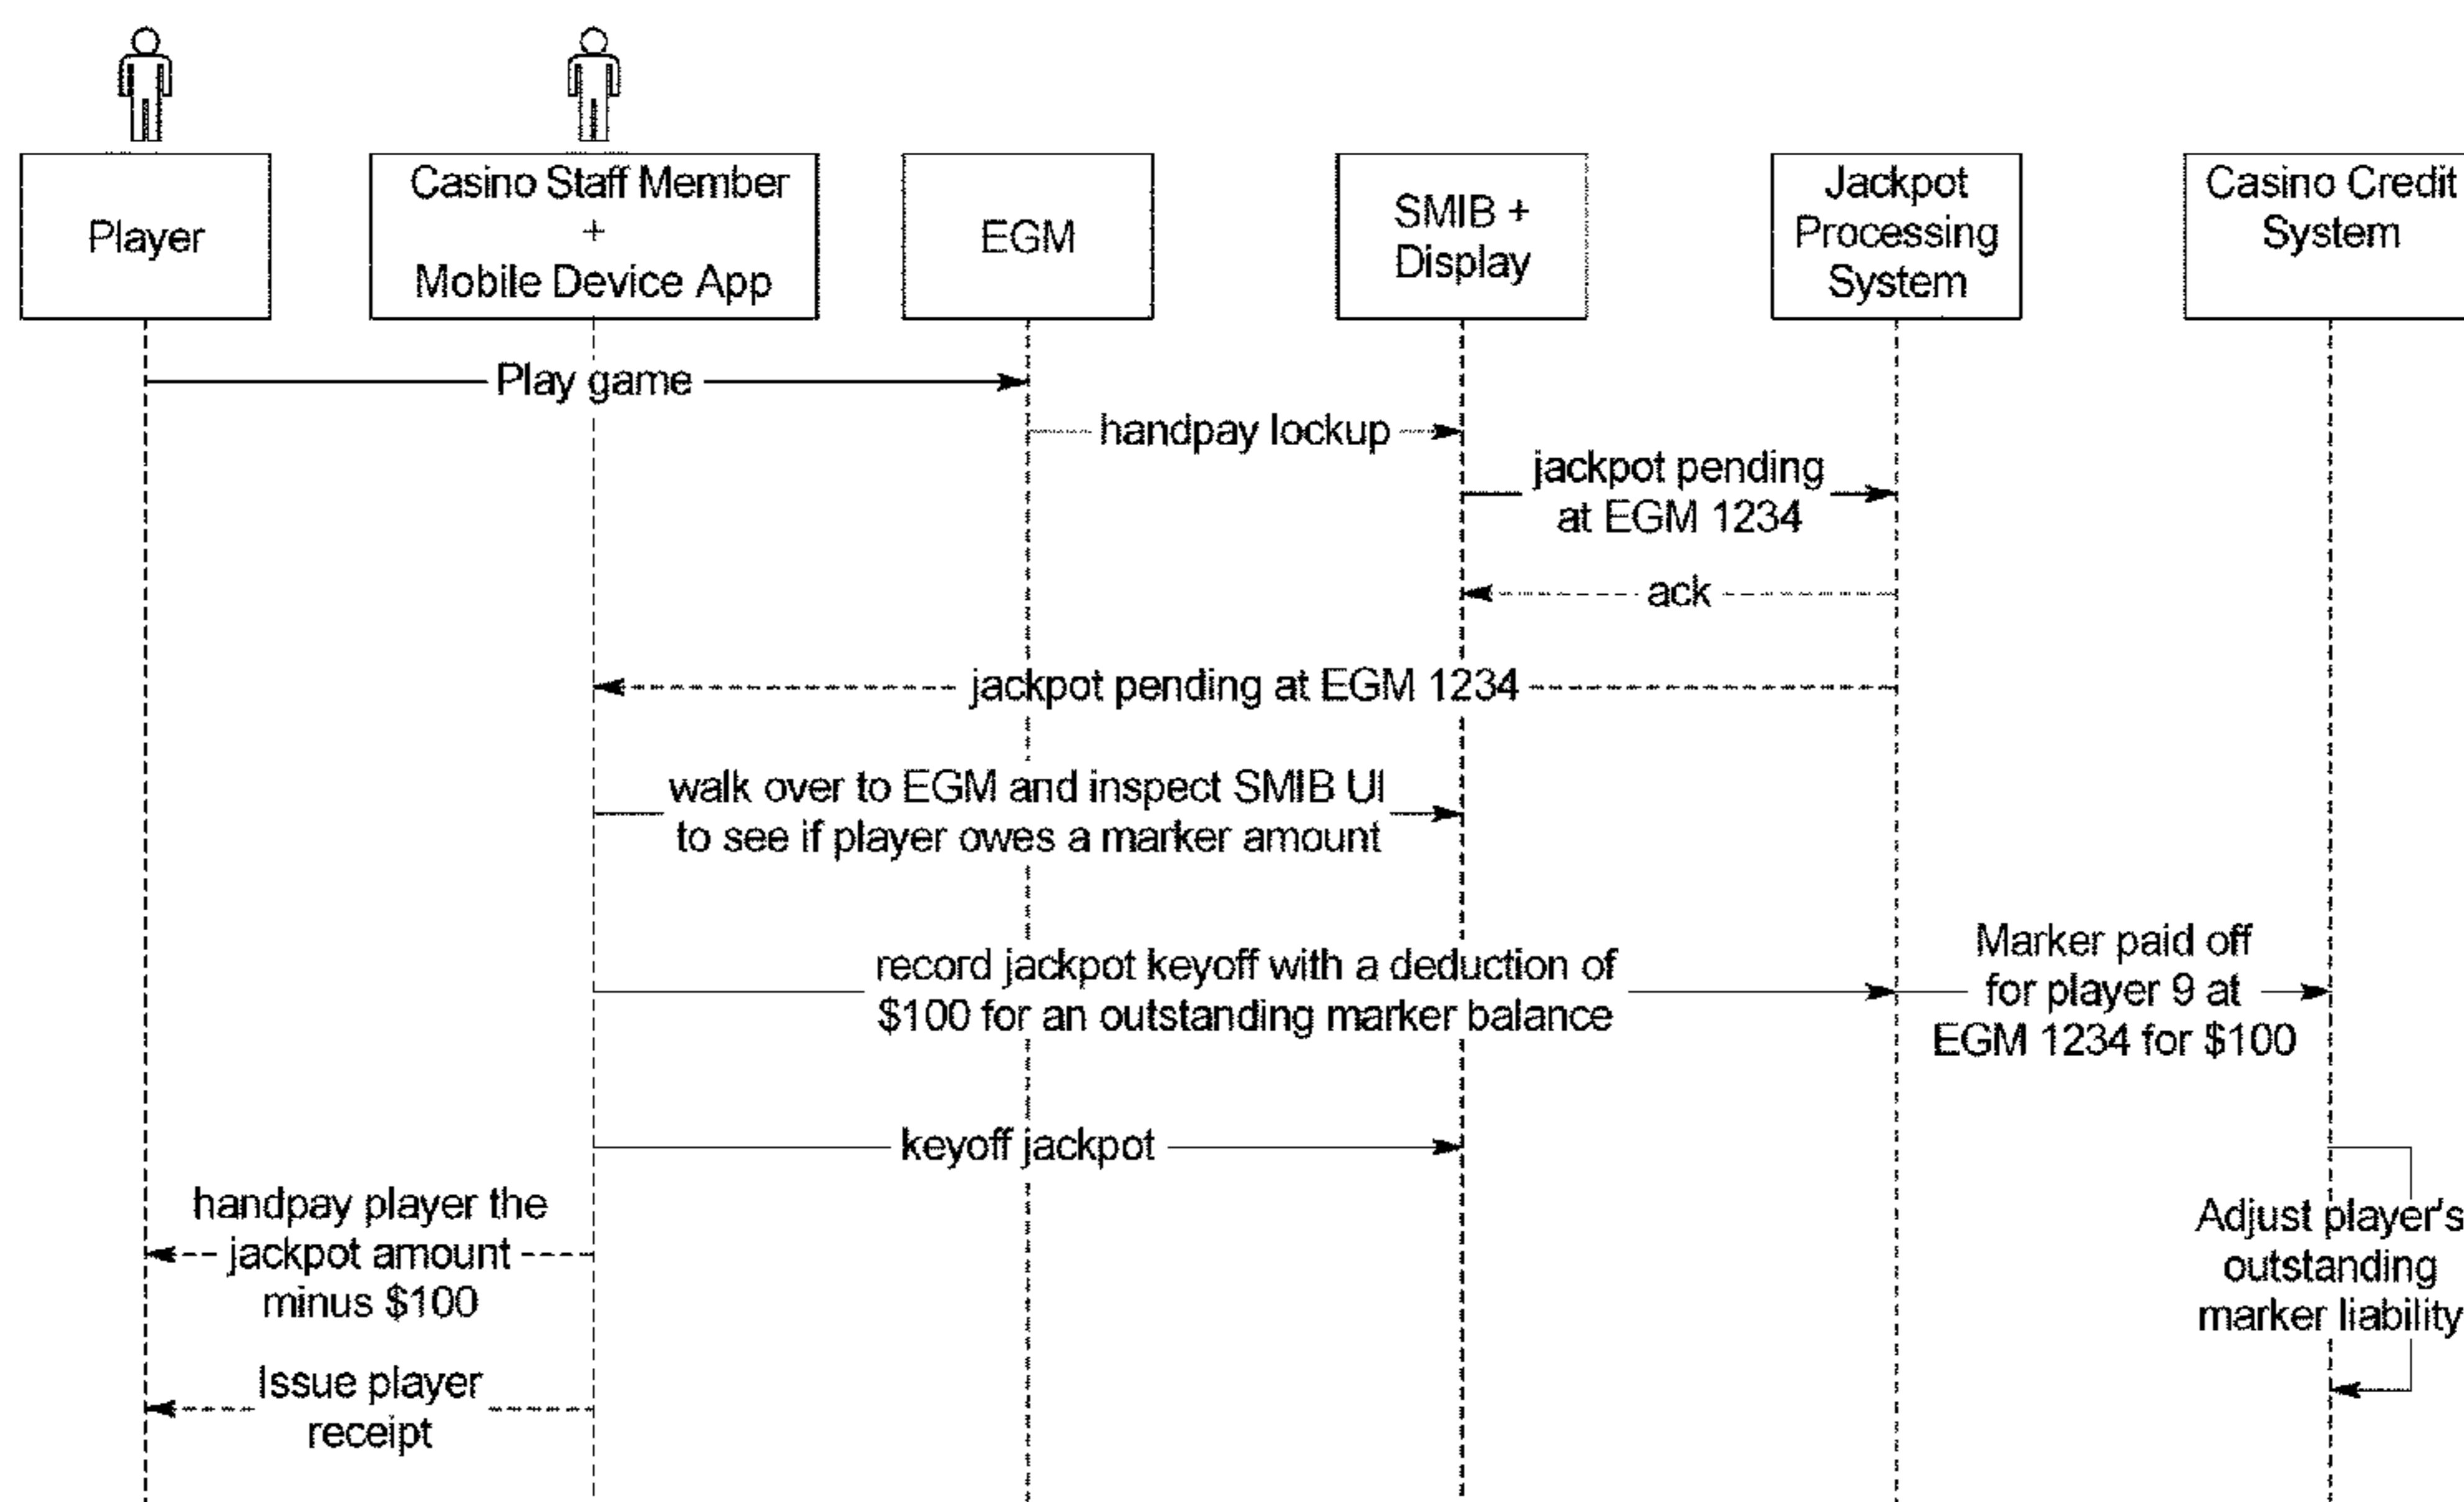 Player
Casino Staff Member
+
Mobile Device App
EGM
SMIB +
Display
Jackpot
Processing
System
Casino Credit
System
Play game
handpay lockup
jackpot pending
at EGM 1234
ack
jackpot pending at EGM 1234
walk over to EGM and inspect SMIB UI
to see if player owes a marker amount
record jackpot keyoff with a deduction of
$100 for an outstanding marker balance
Marker paid off
for player 9 at
EGM 1234 for $100
keyoff jackpot
handpay player the
jackpot amount
minus $100
Adjust player's
outstanding
marker liability
Issue player
receipt